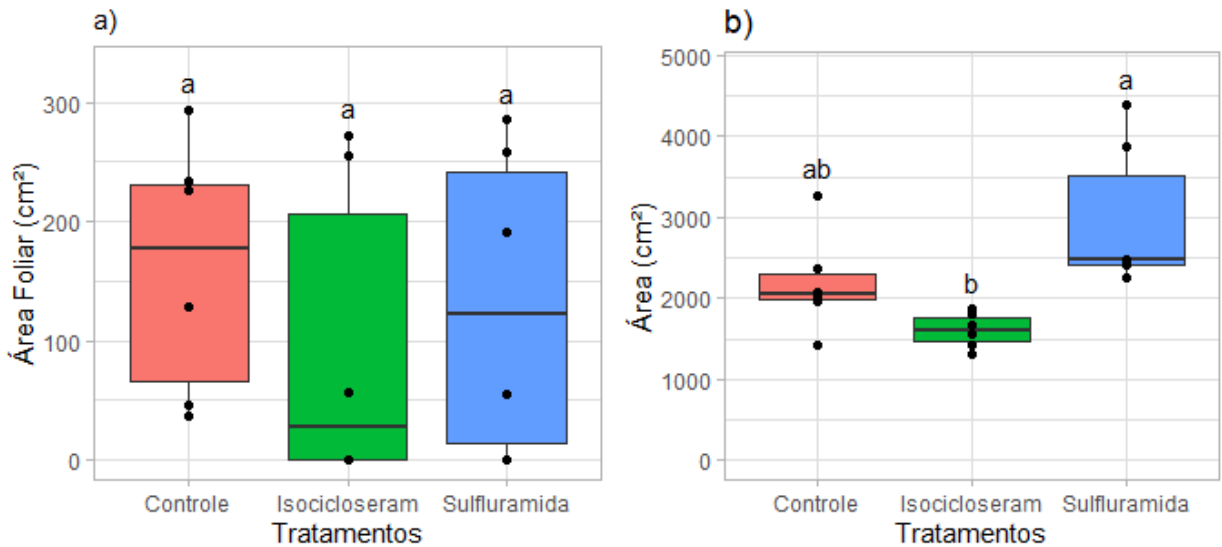 a)
Área Foliar (cm²)
300
200
100
0
a
a
a
Controle
Isocicloseram
Sulfluramida
Tratamentos
b)
Área (cm²)
5000
4000
3000
2000
1000
0
ab
b
a
Controle
Isocicloseram
Sulfluramida
Tratamentos